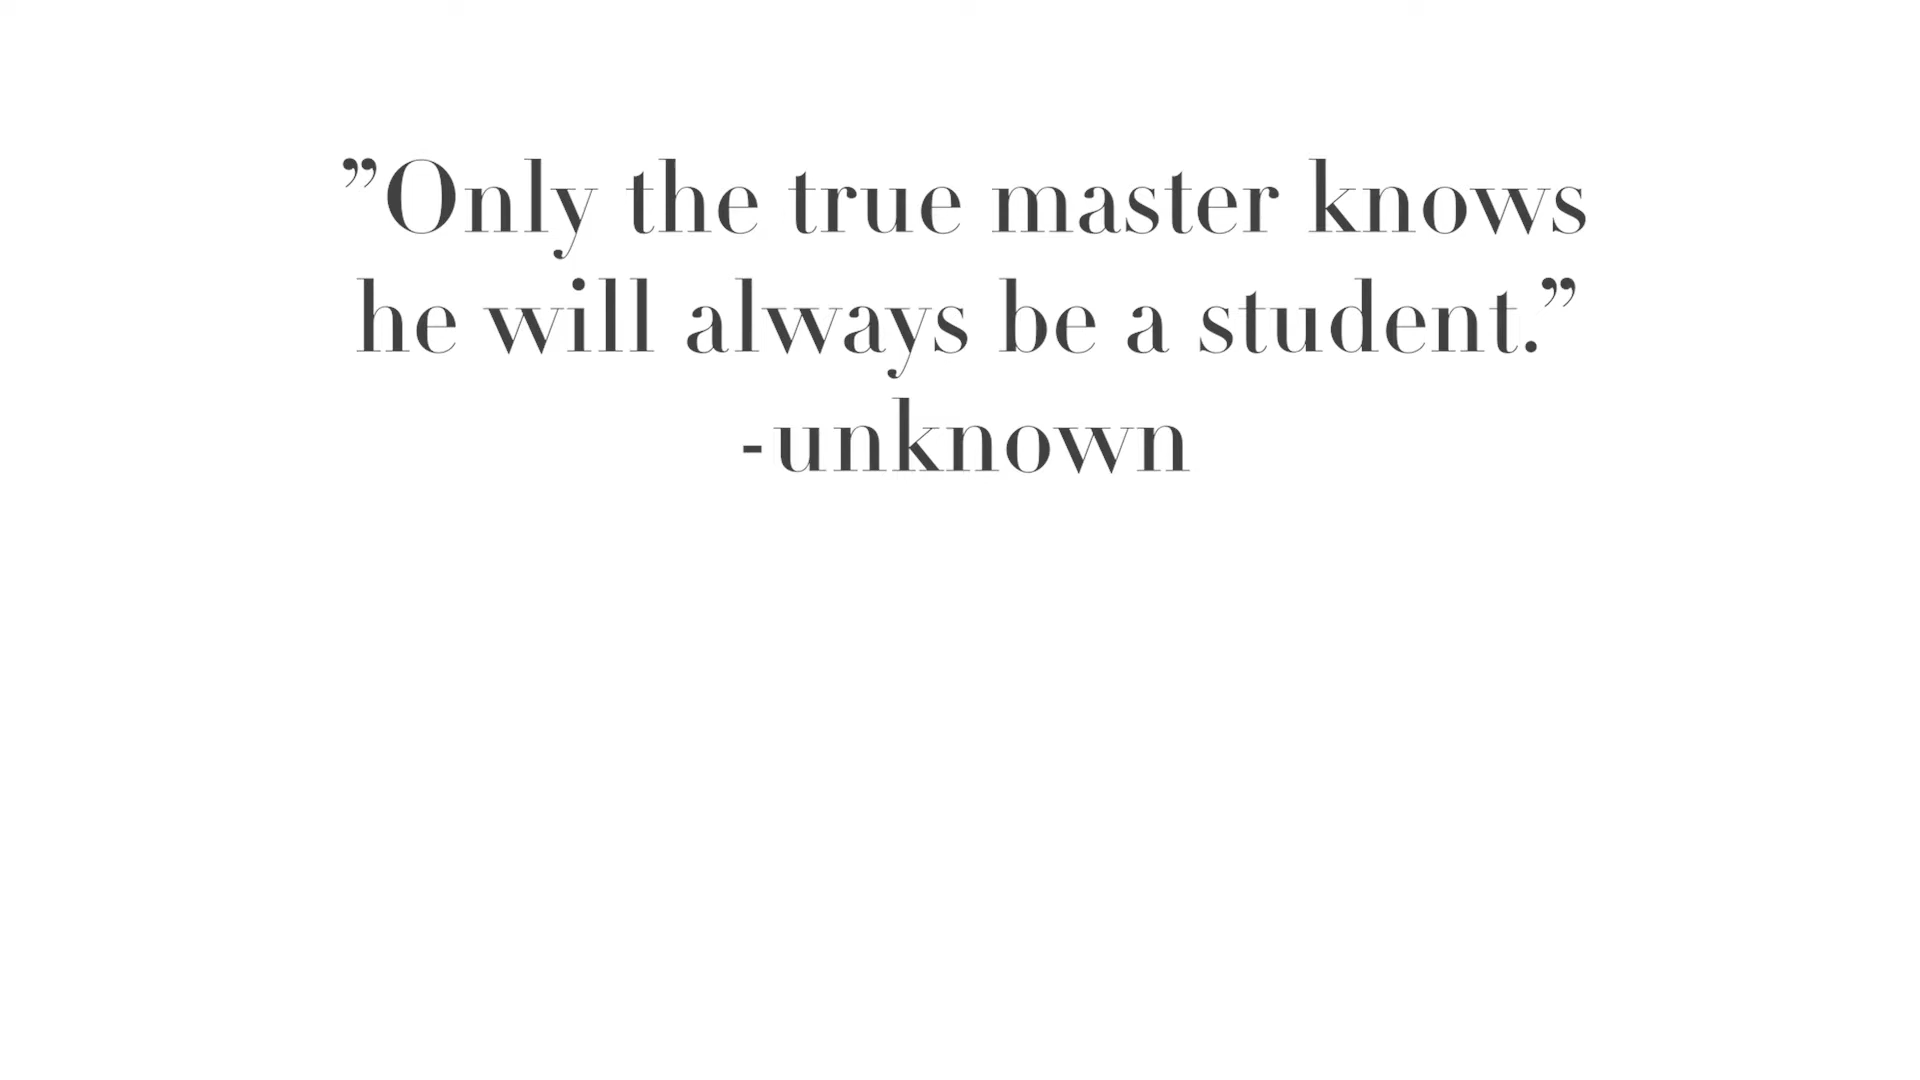 ”Only the true master knows
he will always be a student.”
-unknown